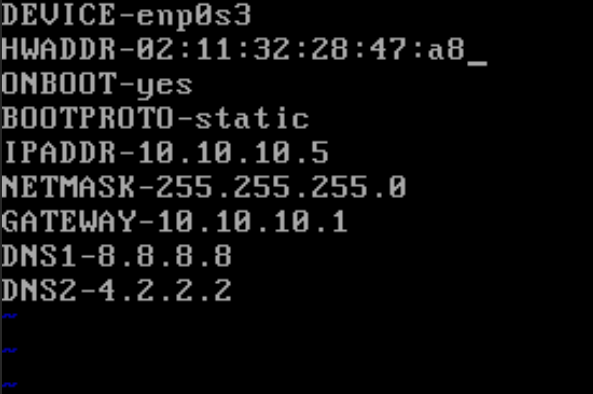 DEVICE-enp0s3
HWADDR-02:11:32:28:47:a8_
ONBOOT-yes
BOOTPROTO-static
IPADDR-10.10.10.5
NETMASK-255.255.255.0
GATEWAY-10.10.10.1
DNS1-8.8.8.8
DNS2-4.2.2.2
~
~
~